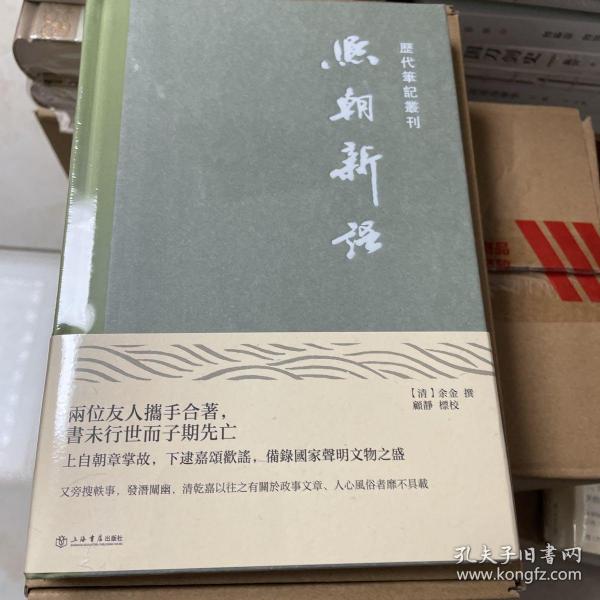 歷代筆記叢刊
熙朝新語
【清】余金 撰
顧靜 標校
兩位友人攜手合著，
書未行世而子期先亡
上自朝章掌故，下逮嘉頌歡謠，備錄國家聲明文物之盛
又旁搜軼事，發潛闡幽，清乾嘉以往之有關於政事文章、人心風俗者靡不具載
上海書店出版社
孔夫子旧书网
www.kongfz.com